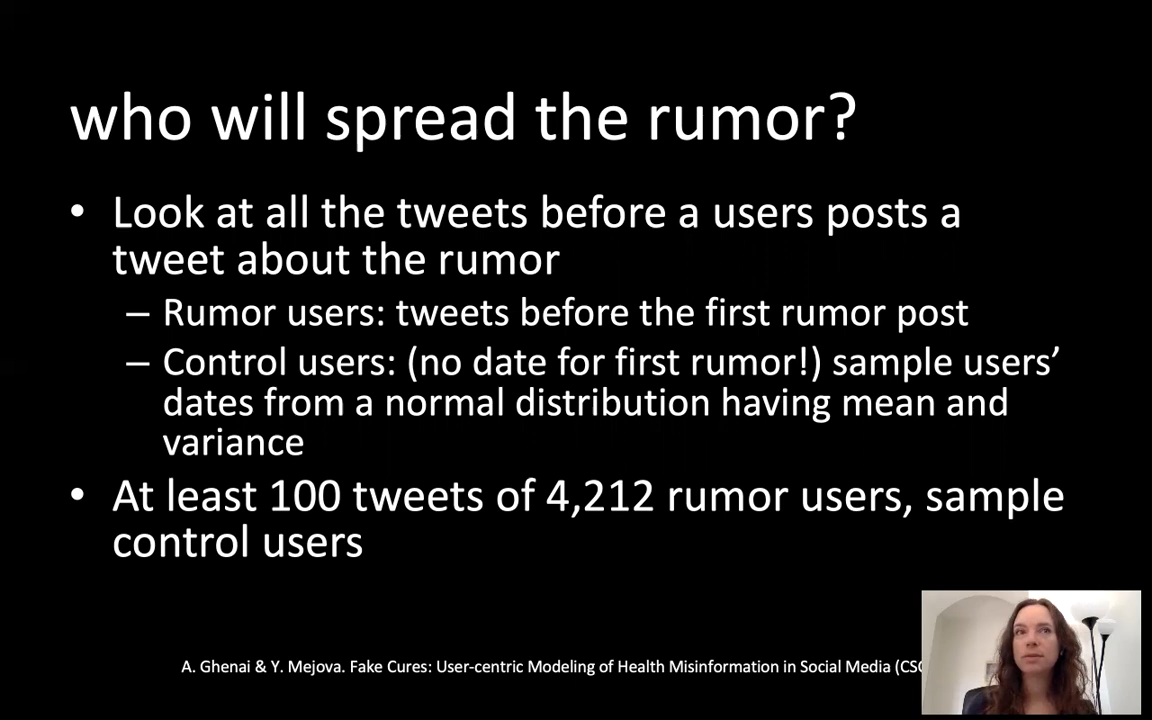 who will spread the rumor?
• Look at all the tweets before a users posts a
tweet about the rumor
– Rumor users: tweets before the first rumor post
– Control users: (no date for first rumor!) sample users’
dates from a normal distribution having mean and
variance
• At least 100 tweets of 4,212 rumor users, sample
control users
A. Ghenai & Y. Mejova. Fake Cures: User-centric Modeling of Health Misinformation in Social Media